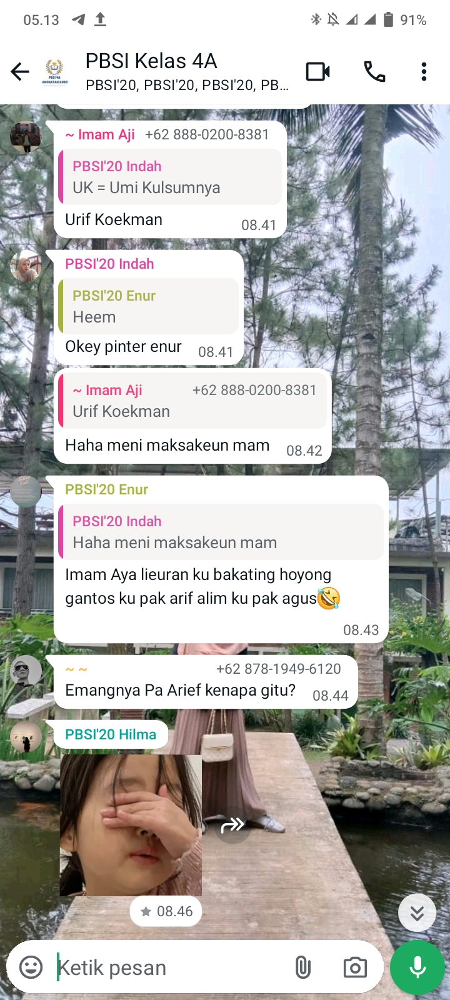 05.13
91%
PBSI Kelas 4A
PBSI'20, PBSI'20, PBSI'20, PB...
PBSI 4A
ANGKATAN 2020
~ Imam Aji +62 888-0200-8381
PBSI'20 Indah
UK = Umi Kulsumnya
Urif Koekman 08.41
PBSI'20 Indah
PBSI'20 Enur
Heem
Okey pinter enur 08.41
~ Imam Aji +62 888-0200-8381
Urif Koekman
Haha meni maksakeun mam 08.42
PBSI'20 Enur
PBSI'20 Indah
Haha meni maksakeun mam
Imam Aya lieuran ku bakating hoyong
gantos ku pak arif alim ku pak agus🤣
08.43
~ ~ +62 878-1949-6120
Emangnya Pa Arief kenapa gitu? 08.44
PBSI'20 Hilma
08.46
Ketik pesan